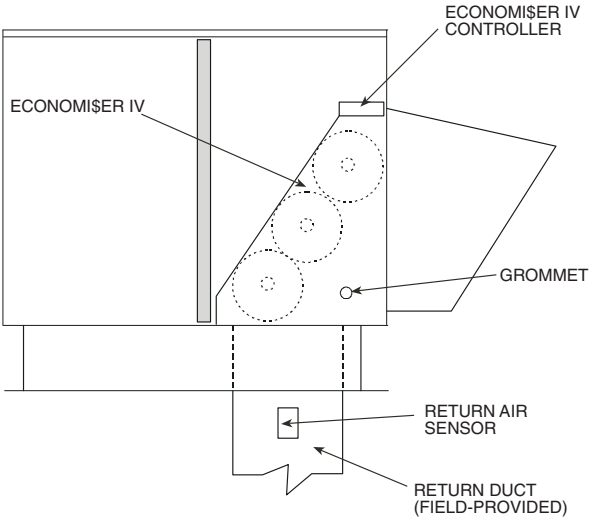 ECONOMI$ER IV
CONTROLLER
ECONOMI$ER IV
GROMMET
RETURN AIR
SENSOR
RETURN DUCT
(FIELD-PROVIDED)